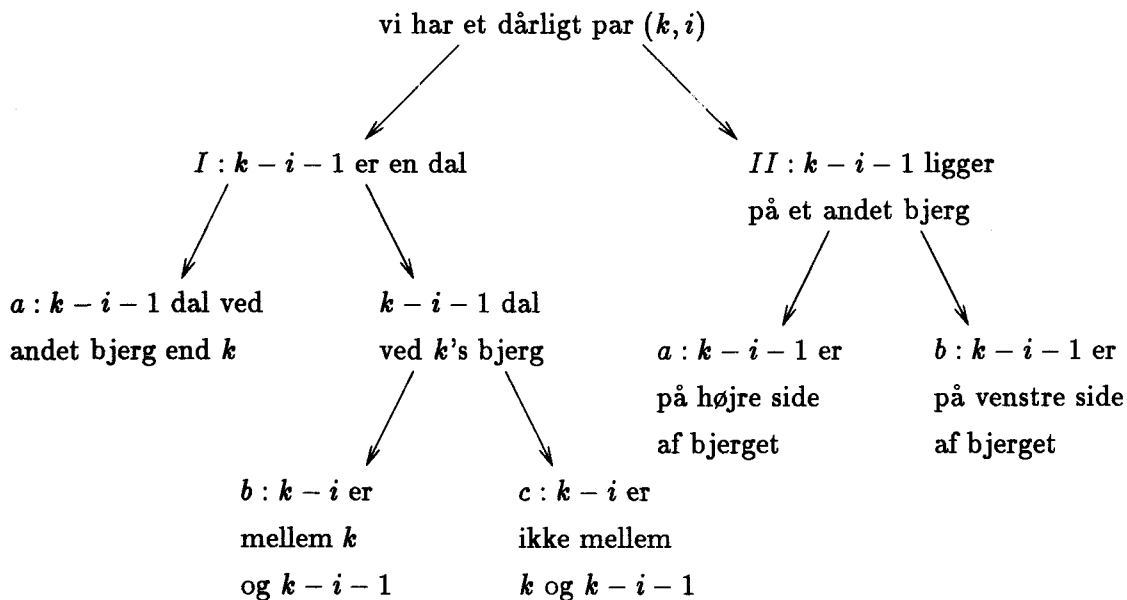 vi har et dårligt par (k, i)
I : k − i − 1 er en dal
II : k − i − 1 ligger
på et andet bjerg
a : k − i − 1 dal ved
andet bjerg end k
k − i − 1 dal
ved k's bjerg
a : k − i − 1 er
på højre side
af bjerget
b : k − i − 1 er
på venstre side
af bjerget
b : k − i er
mellem k
og k − i − 1
c : k − i er
ikke mellem
k og k − i − 1